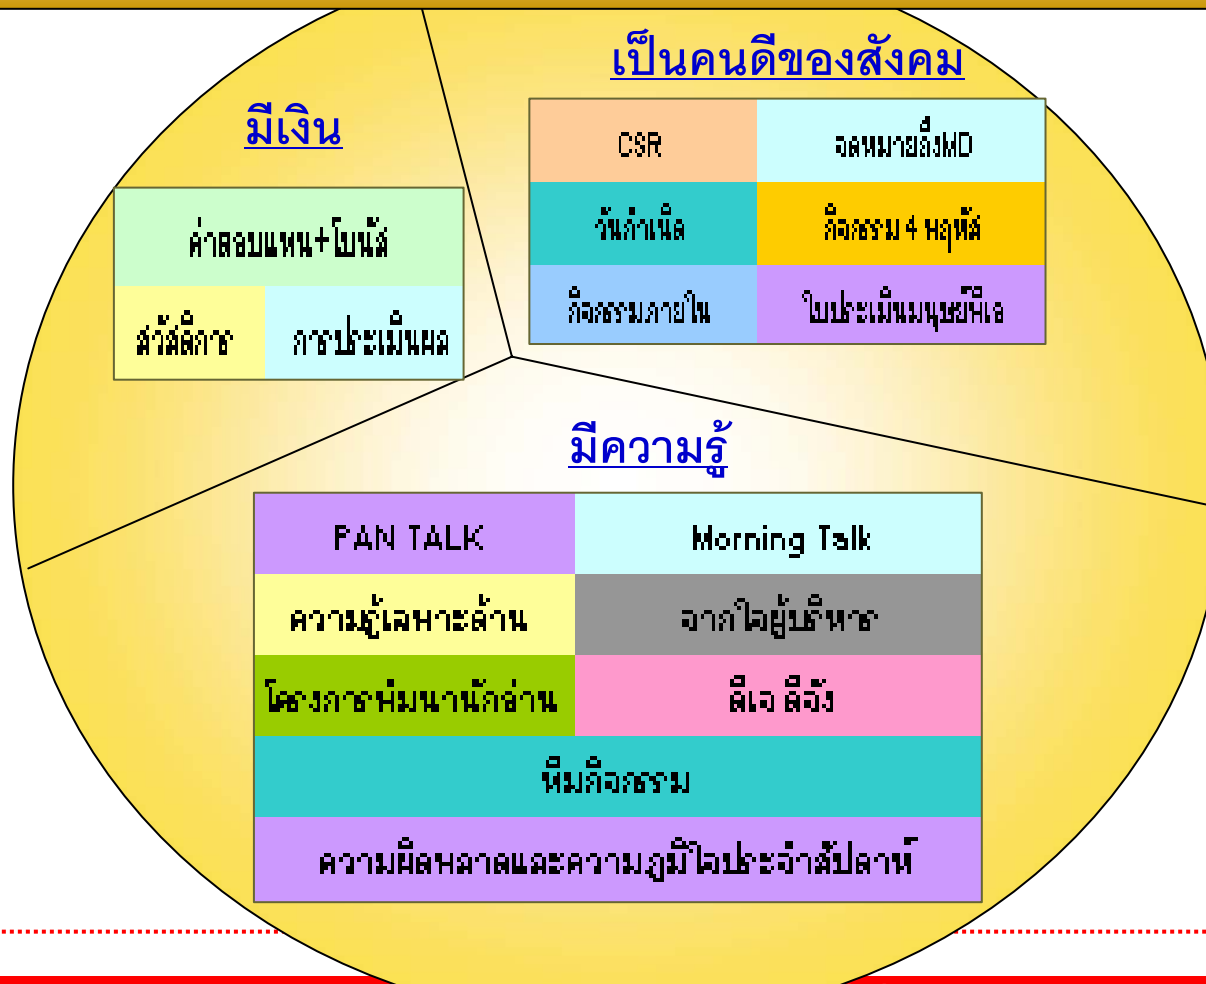 เป็นคนดีของสังคม
มีเงิน
CSR
จดหมายถึงMD
วันกำเนิด
กิจกรรม 4 พฤหัส
กิจกรรมภายใน
ใบประเมินมนุษย์พีเจ
ค่าตอบแทน+โบนัส
สวัสดิการ
การประเมินผล
มีความรู้
PAN TALK
Morning Talk
ความรู้เฉพาะด้าน
จากใจผู้บริหาร
โครงการพัฒนานักอ่าน
ดีเจ ดีจัง
ทีมกิจกรรม
ความผิดพลาดและความภูมิใจประจำสัปดาห์